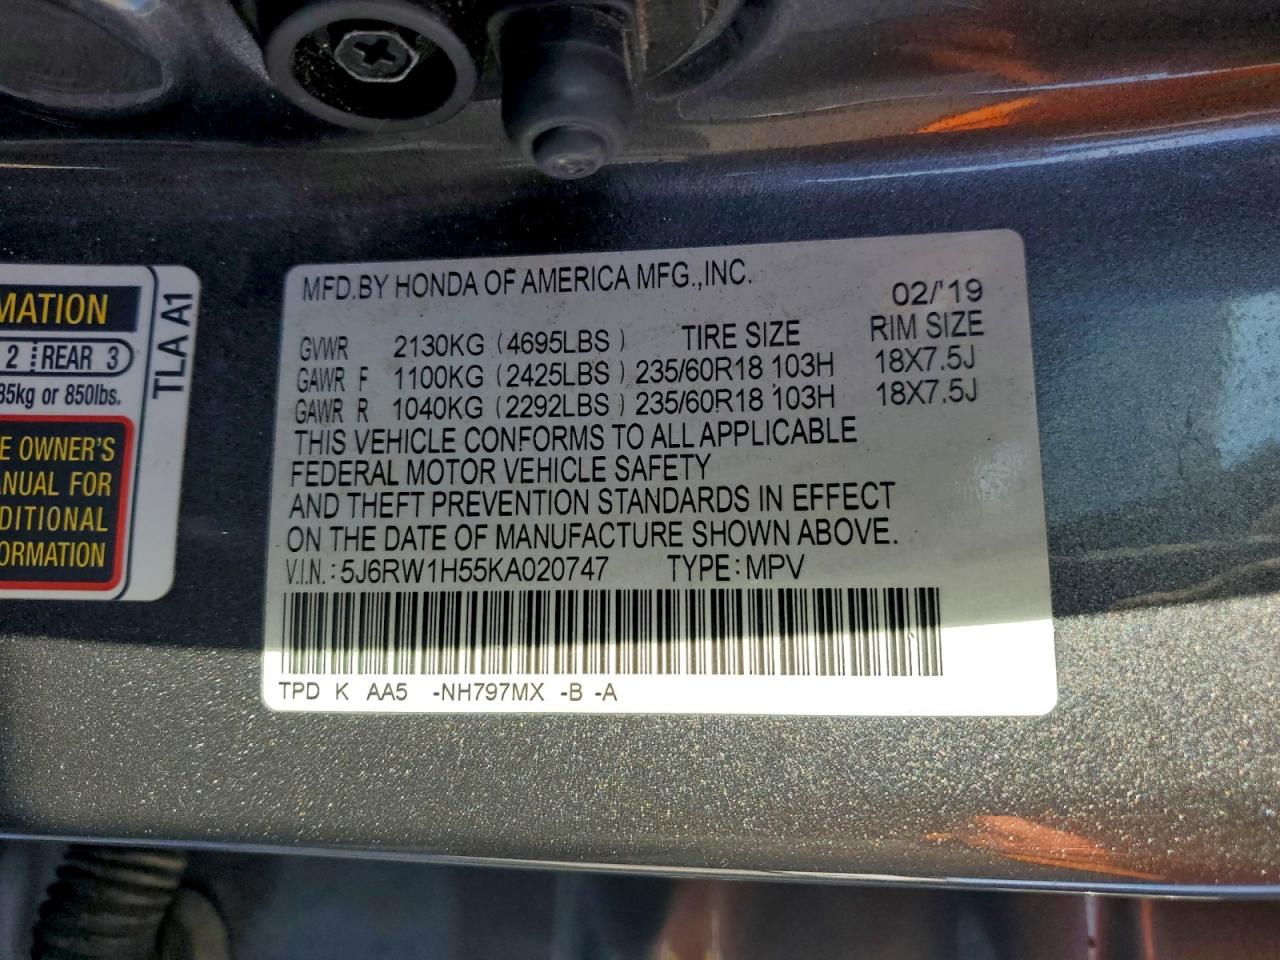 MFD.BY HONDA OF AMERICA MFG.,INC.
02/'19
GVWR 2130KG (4695LBS) TIRE SIZE RIM SIZE
GAWR F 1100KG (2425LBS) 235/60R18 103H 18X7.5J
GAWR R 1040KG (2292LBS) 235/60R18 103H 18X7.5J
THIS VEHICLE CONFORMS TO ALL APPLICABLE
FEDERAL MOTOR VEHICLE SAFETY
AND THEFT PREVENTION STANDARDS IN EFFECT
ON THE DATE OF MANUFACTURE SHOWN ABOVE.
V.I.N.: 5J6RW1H55KA020747 TYPE: MPV
TPD K AA5 -NH797MX -B -A
MATION
2 REAR 3
85kg or 850lbs.
E OWNER'S
ANUAL FOR
DITIONAL
FORMATION
TLA A1